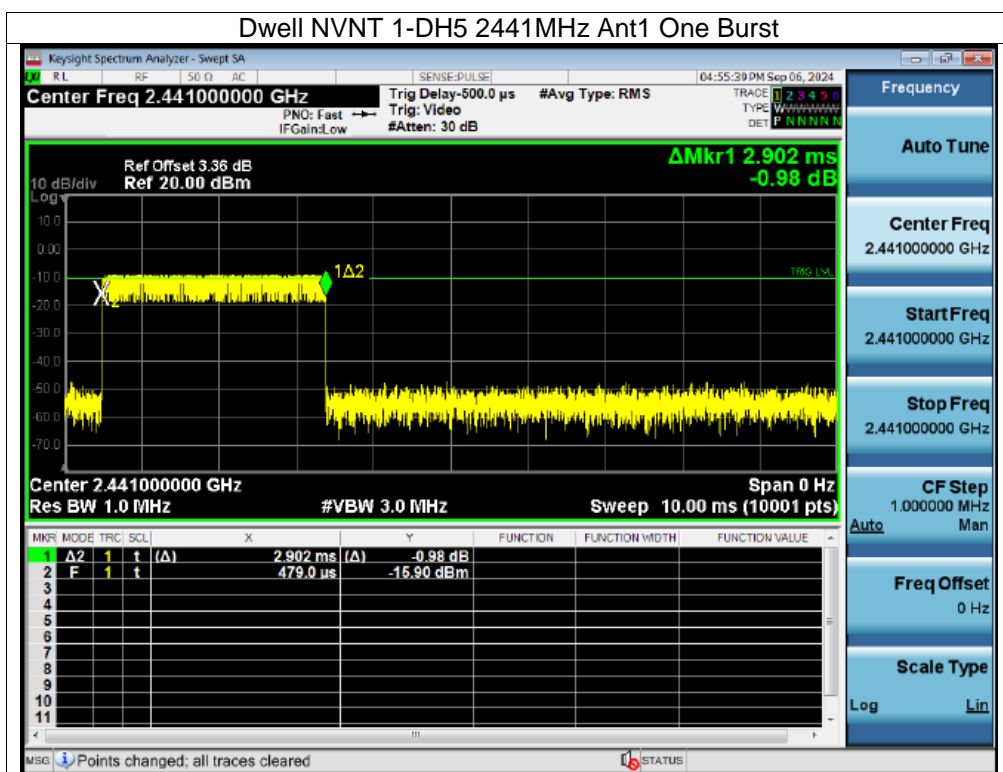 Dwell NVNT 1-DH5 2441MHz Ant1 One Burst
Keysight Spectrum Analyzer - Swept SA
RL RF 50 Ω AC SENSE:PULSE 04:55:39 PM Sep 06, 2024
Center Freq 2.441000000 GHz Trig Delay-500.0 µs #Avg Type: RMS TRACE 1 2 3 4 5 6
PNO: Fast Trig: Video TYPE WWWWWW
IFGain:Low #Atten: 30 dB DET P N N N N N
Frequency
ΔMkr1 2.902 ms
-0.98 dB
Ref Offset 3.36 dB
10 dB/div Ref 20.00 dBm
Log
10.0
0.00
-10.0
-20.0
-30.0
-40.0
-50.0
-60.0
-70.0
1Δ2
TRIG LVL
2
Center 2.441000000 GHz Span 0 Hz
Res BW 1.0 MHz #VBW 3.0 MHz Sweep 10.00 ms (10001 pts)
MKR MODE TRC SCL X Y FUNCTION FUNCTION WIDTH FUNCTION VALUE
1 Δ2 1 t (Δ) 2.902 ms (Δ) -0.98 dB
2 F 1 t 479.0 µs -15.90 dBm
3
4
5
6
7
8
9
10
11
MSG Points changed; all traces cleared STATUS
Auto Tune
Center Freq
2.441000000 GHz
Start Freq
2.441000000 GHz
Stop Freq
2.441000000 GHz
CF Step
1.000000 MHz
Auto Man
Freq Offset
0 Hz
Scale Type
Log Lin